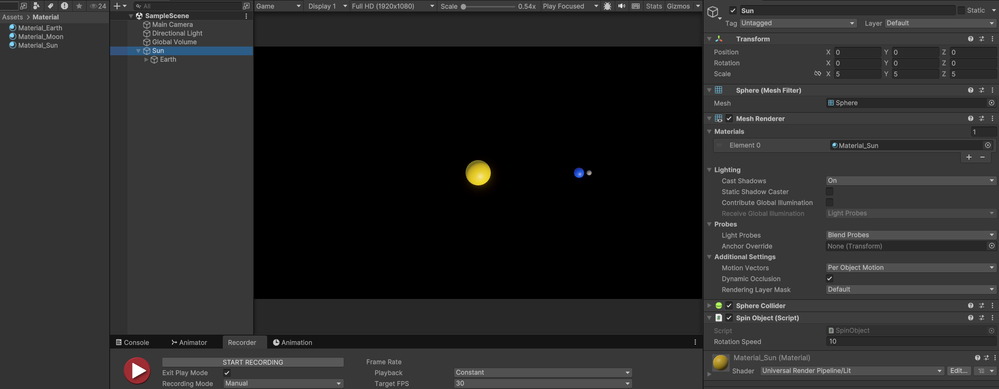 24
All
Game
Display 1
Full HD (1920x1080)
Scale
0.54x
Play Focused
Stats
Gizmos
Assets > Material
Material_Earth
Material_Moon
Material_Sun
SampleScene
Main Camera
Directional Light
Global Volume
Sun
Earth
Sun
Static
Tag Untagged
Layer Default
Transform
Position X 0 Y 0 Z 0
Rotation X 0 Y 0 Z 0
Scale X 5 Y 5 Z 5
Sphere (Mesh Filter)
Mesh Sphere
Mesh Renderer
Materials 1
Element 0 Material_Sun
Lighting
Cast Shadows On
Static Shadow Caster
Contribute Global Illumination
Receive Global Illumination Light Probes
Probes
Light Probes Blend Probes
Anchor Override None (Transform)
Additional Settings
Motion Vectors Per Object Motion
Dynamic Occlusion
Rendering Layer Mask Default
Sphere Collider
Spin Object (Script)
Script SpinObject
Rotation Speed 10
Material_Sun (Material)
Shader Universal Render Pipeline/Lit Edit...
Console
Animator
Recorder
Animation
START RECORDING
Exit Play Mode
Recording Mode Manual
Frame Rate
Playback Constant
Target FPS 30